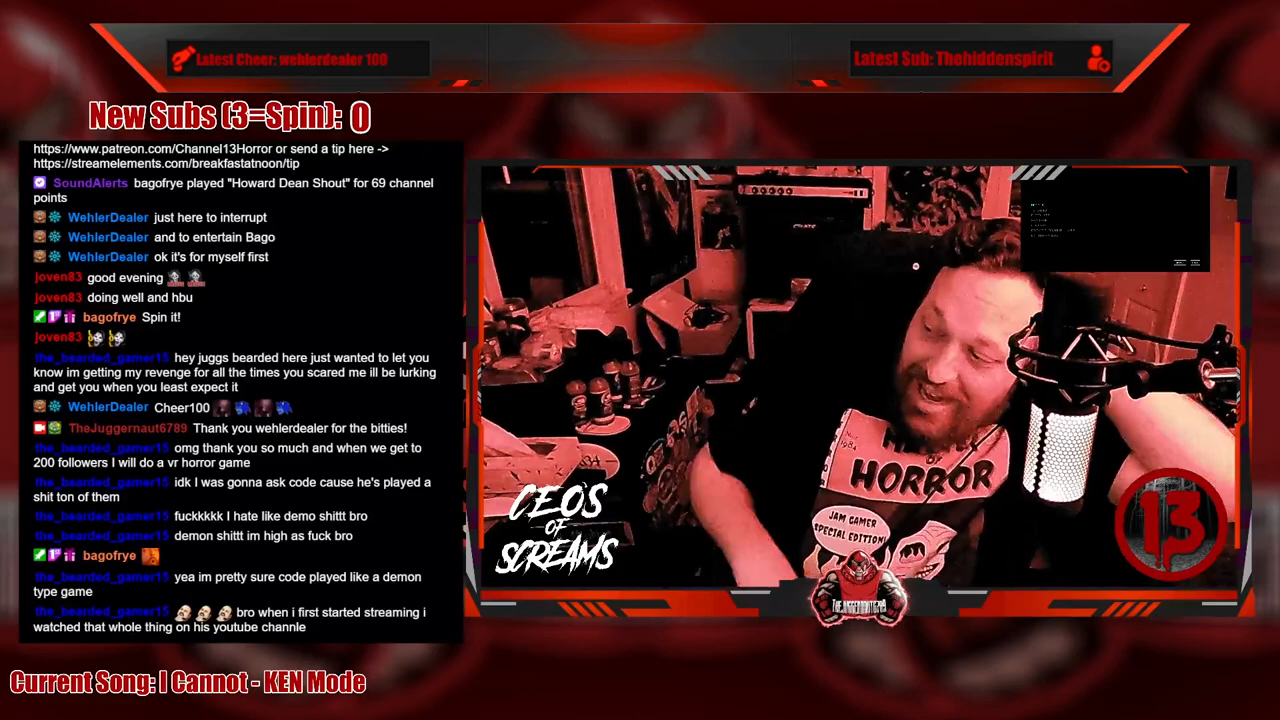 Latest Cheer: wehlerdealer 100
Latest Sub: Thehiddenspirit
New Subs (3=Spin): 0
https://www.patreon.com/Channel13Horror or send a tip here ->
https://streamelements.com/breakfastatnoon/tip
SoundAlerts bagofrye played "Howard Dean Shout" for 69 channel
points
WehlerDealer just here to interrupt
WehlerDealer and to entertain Bago
WehlerDealer ok it's for myself first
joven83 good evening
joven83 doing well and hbu
bagofrye Spin it!
joven83
the_bearded_gamer15 hey juggs bearded here just wanted to let you
know im getting my revenge for all the times you scared me ill be lurking
and get you when you least expect it
WehlerDealer Cheer100
TheJuggernaut6789 Thank you wehlerdealer for the bitties!
the_bearded_gamer15 omg thank you so much and when we get to
200 followers I will do a vr horror game
the_bearded_gamer15 idk I was gonna ask code cause he's played a
shit ton of them
the_bearded_gamer15 fuckkkkk I hate like demo shittt bro
the_bearded_gamer15 demon shittt im high as fuck bro
bagofrye
the_bearded_gamer15 yea im pretty sure code played like a demon
type game
the_bearded_gamer15 bro when i first started streaming i
watched that whole thing on his youtube channle
Current Song: I Cannot - KEN Mode
CEOS
OF
SCREAMS
OF
HORROR
JAM GAMER
SPECIAL EDITION!
THEJUGGERNAUT6789
13